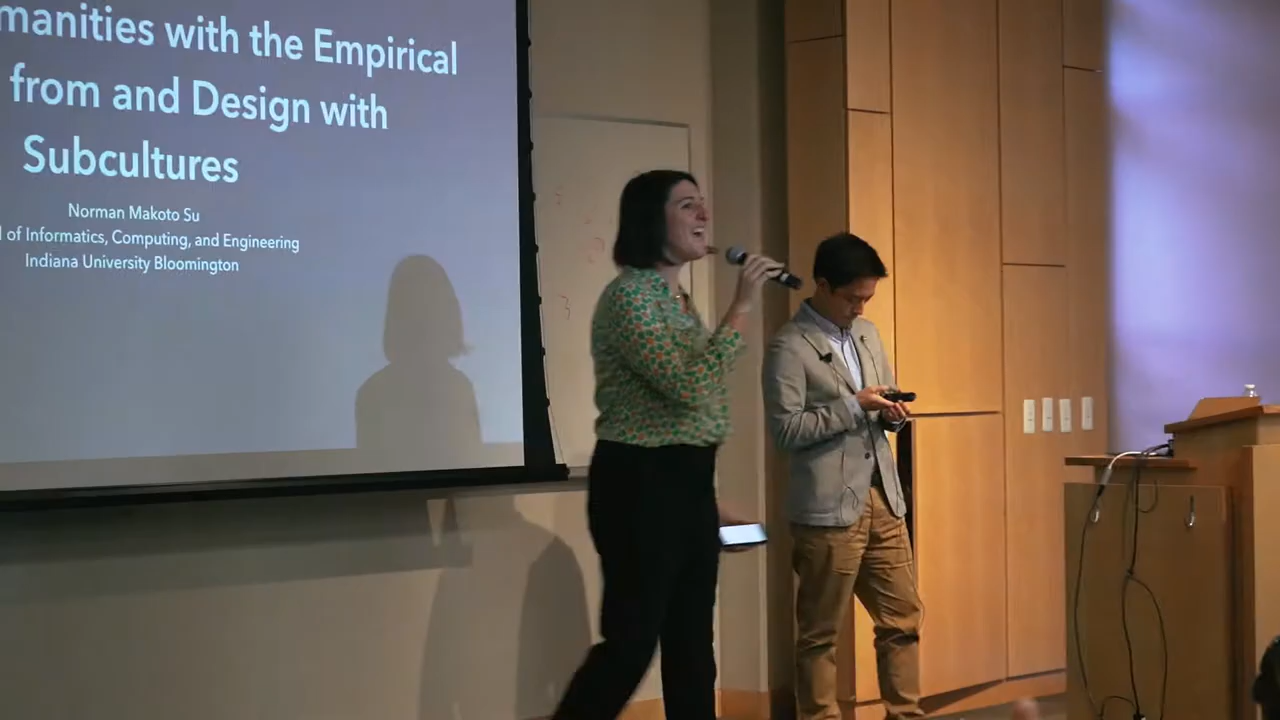 manities with the Empirical
from and Design with
Subcultures
Norman Makoto Su
of Informatics, Computing, and Engineering
Indiana University Bloomington